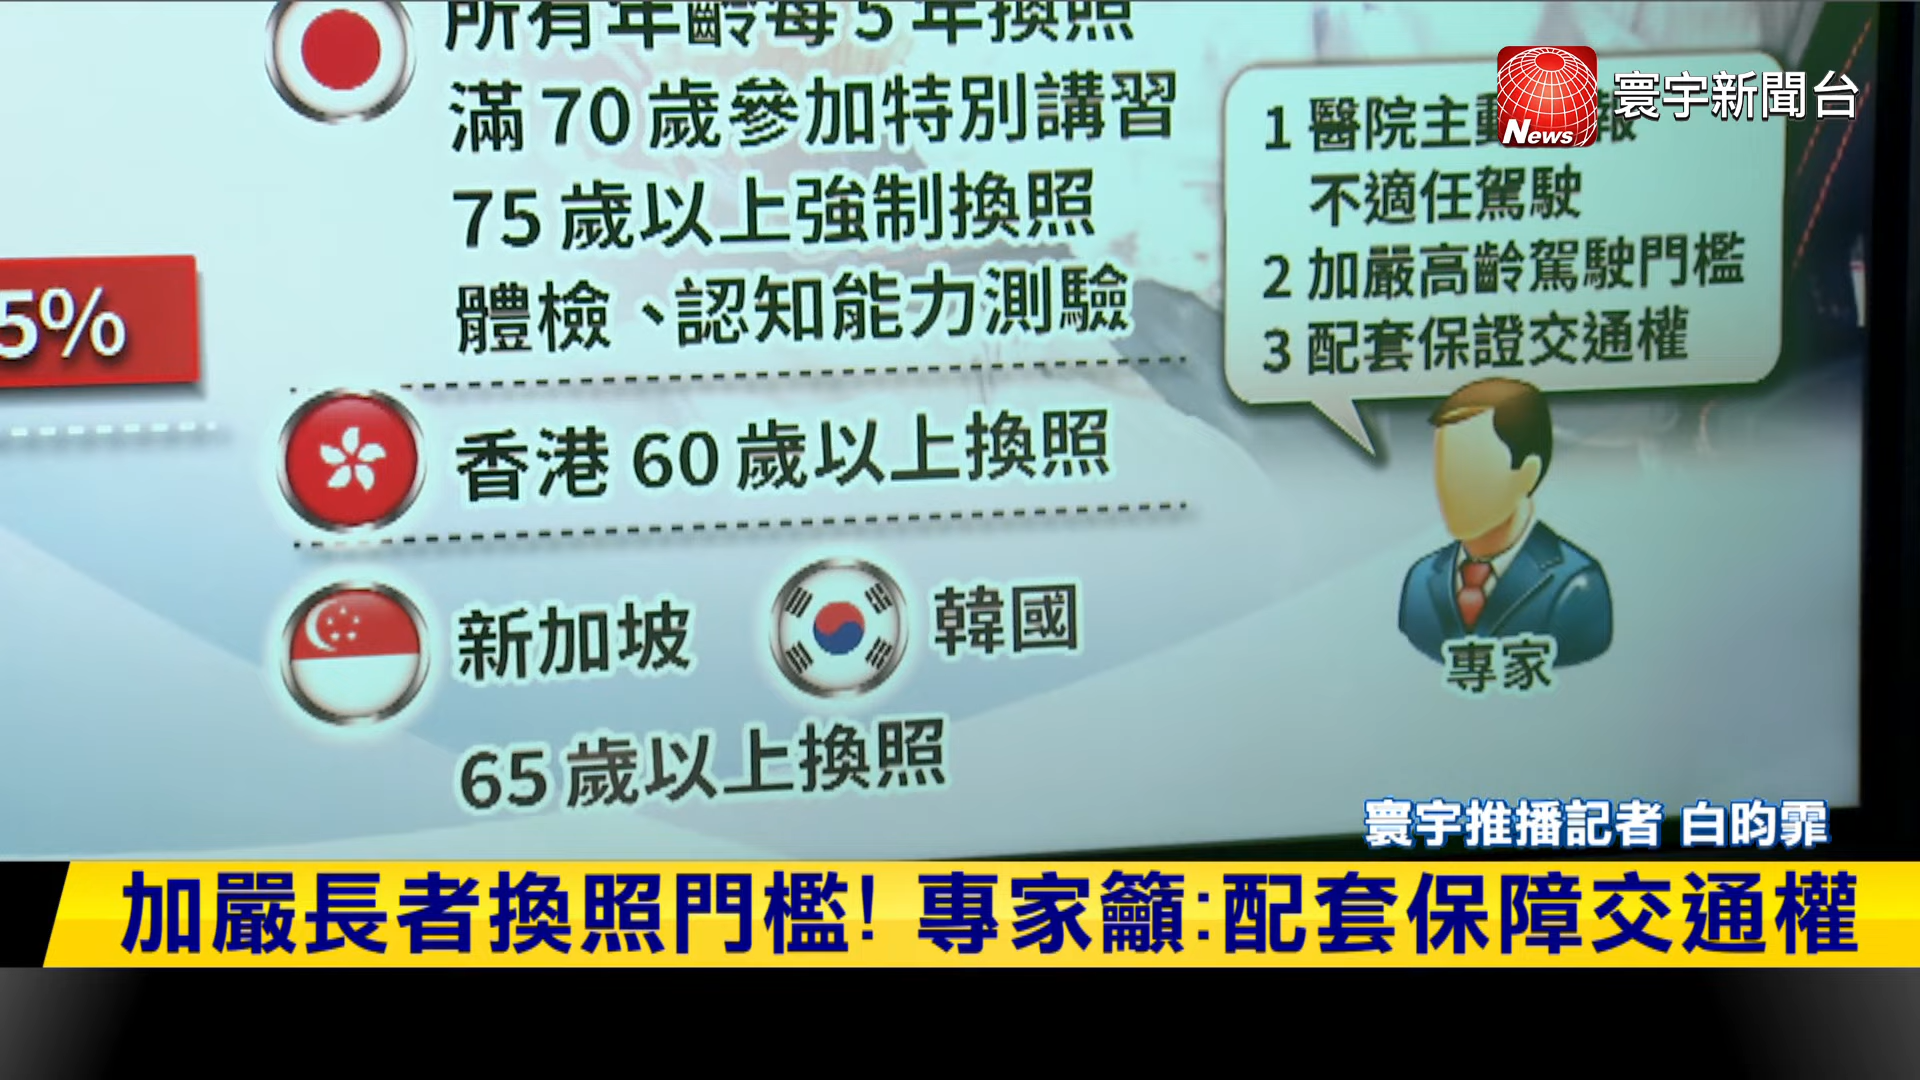 所有年齡每5年換照
滿70歲參加特別講習
75歲以上強制換照
體檢、認知能力測驗
5%
香港60歲以上換照
新加坡
韓國
65歲以上換照
1 醫院主動 報
不適任駕駛
2 加嚴高齡駕駛門檻
3 配套保證交通權
專家
News
寰宇新聞台
寰宇推播記者 白昀霏
加嚴長者換照門檻! 專家籲:配套保障交通權